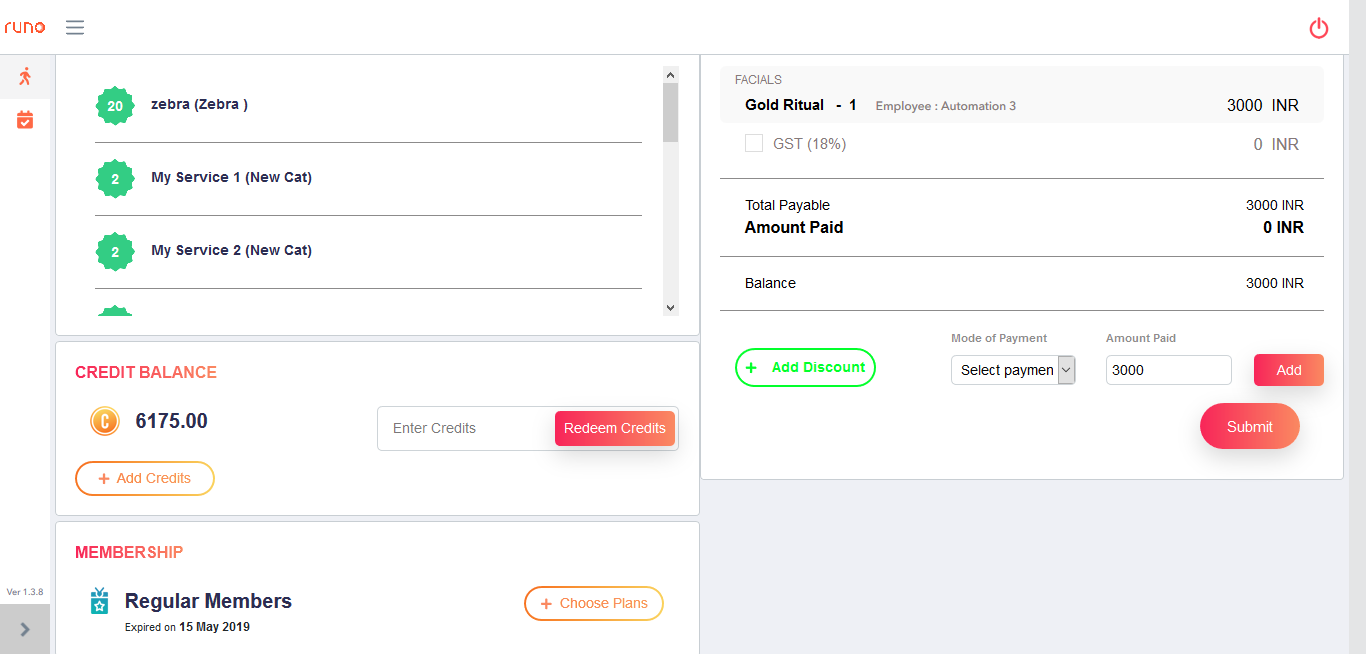 runo
20 zebra (Zebra )
2 My Service 1 (New Cat)
2 My Service 2 (New Cat)
CREDIT BALANCE
C 6175.00
Enter Credits Redeem Credits
+ Add Credits
MEMBERSHIP
Regular Members
Expired on 15 May 2019
+ Choose Plans
Ver 1.3.8
FACIALS
Gold Ritual - 1 Employee : Automation 3 3000 INR
GST (18%) 0 INR
Total Payable 3000 INR
Amount Paid 0 INR
Balance 3000 INR
+ Add Discount
Mode of Payment Amount Paid
Select paymen 3000 Add
Submit